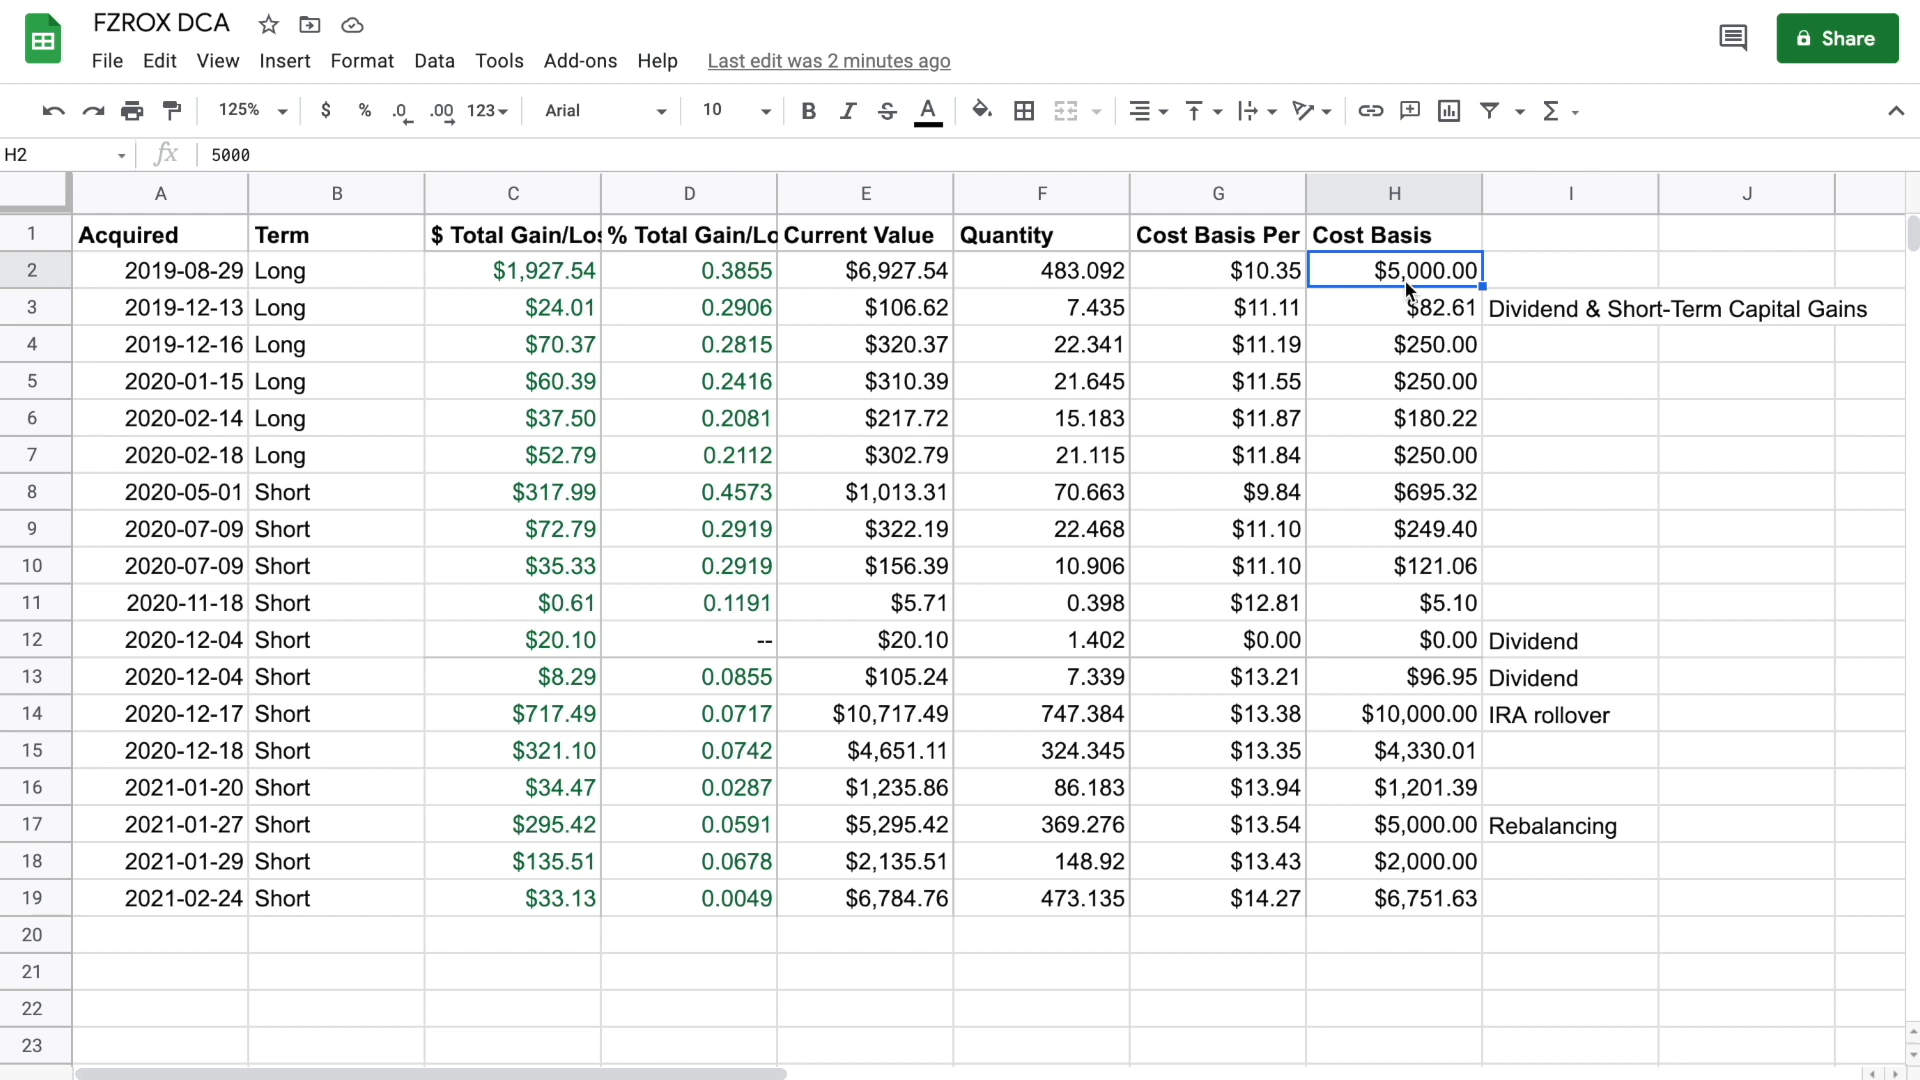 FZROX DCA
File Edit View Insert Format Data Tools Add-ons Help Last edit was 2 minutes ago
Share
125% $ % .0 .00 123 Arial 10 B I S A Σ
H2 fx 5000
A B C D E F G H I J
1 Acquired Term $ Total Gain/Los % Total Gain/Lo Current Value Quantity Cost Basis Per Cost Basis
2 2019-08-29 Long $1,927.54 0.3855 $6,927.54 483.092 $10.35 $5,000.00
3 2019-12-13 Long $24.01 0.2906 $106.62 7.435 $11.11 $82.61 Dividend & Short-Term Capital Gains
4 2019-12-16 Long $70.37 0.2815 $320.37 22.341 $11.19 $250.00
5 2020-01-15 Long $60.39 0.2416 $310.39 21.645 $11.55 $250.00
6 2020-02-14 Long $37.50 0.2081 $217.72 15.183 $11.87 $180.22
7 2020-02-18 Long $52.79 0.2112 $302.79 21.115 $11.84 $250.00
8 2020-05-01 Short $317.99 0.4573 $1,013.31 70.663 $9.84 $695.32
9 2020-07-09 Short $72.79 0.2919 $322.19 22.468 $11.10 $249.40
10 2020-07-09 Short $35.33 0.2919 $156.39 10.906 $11.10 $121.06
11 2020-11-18 Short $0.61 0.1191 $5.71 0.398 $12.81 $5.10
12 2020-12-04 Short $20.10 -- $20.10 1.402 $0.00 $0.00 Dividend
13 2020-12-04 Short $8.29 0.0855 $105.24 7.339 $13.21 $96.95 Dividend
14 2020-12-17 Short $717.49 0.0717 $10,717.49 747.384 $13.38 $10,000.00 IRA rollover
15 2020-12-18 Short $321.10 0.0742 $4,651.11 324.345 $13.35 $4,330.01
16 2021-01-20 Short $34.47 0.0287 $1,235.86 86.183 $13.94 $1,201.39
17 2021-01-27 Short $295.42 0.0591 $5,295.42 369.276 $13.54 $5,000.00 Rebalancing
18 2021-01-29 Short $135.51 0.0678 $2,135.51 148.92 $13.43 $2,000.00
19 2021-02-24 Short $33.13 0.0049 $6,784.76 473.135 $14.27 $6,751.63
20
21
22
23